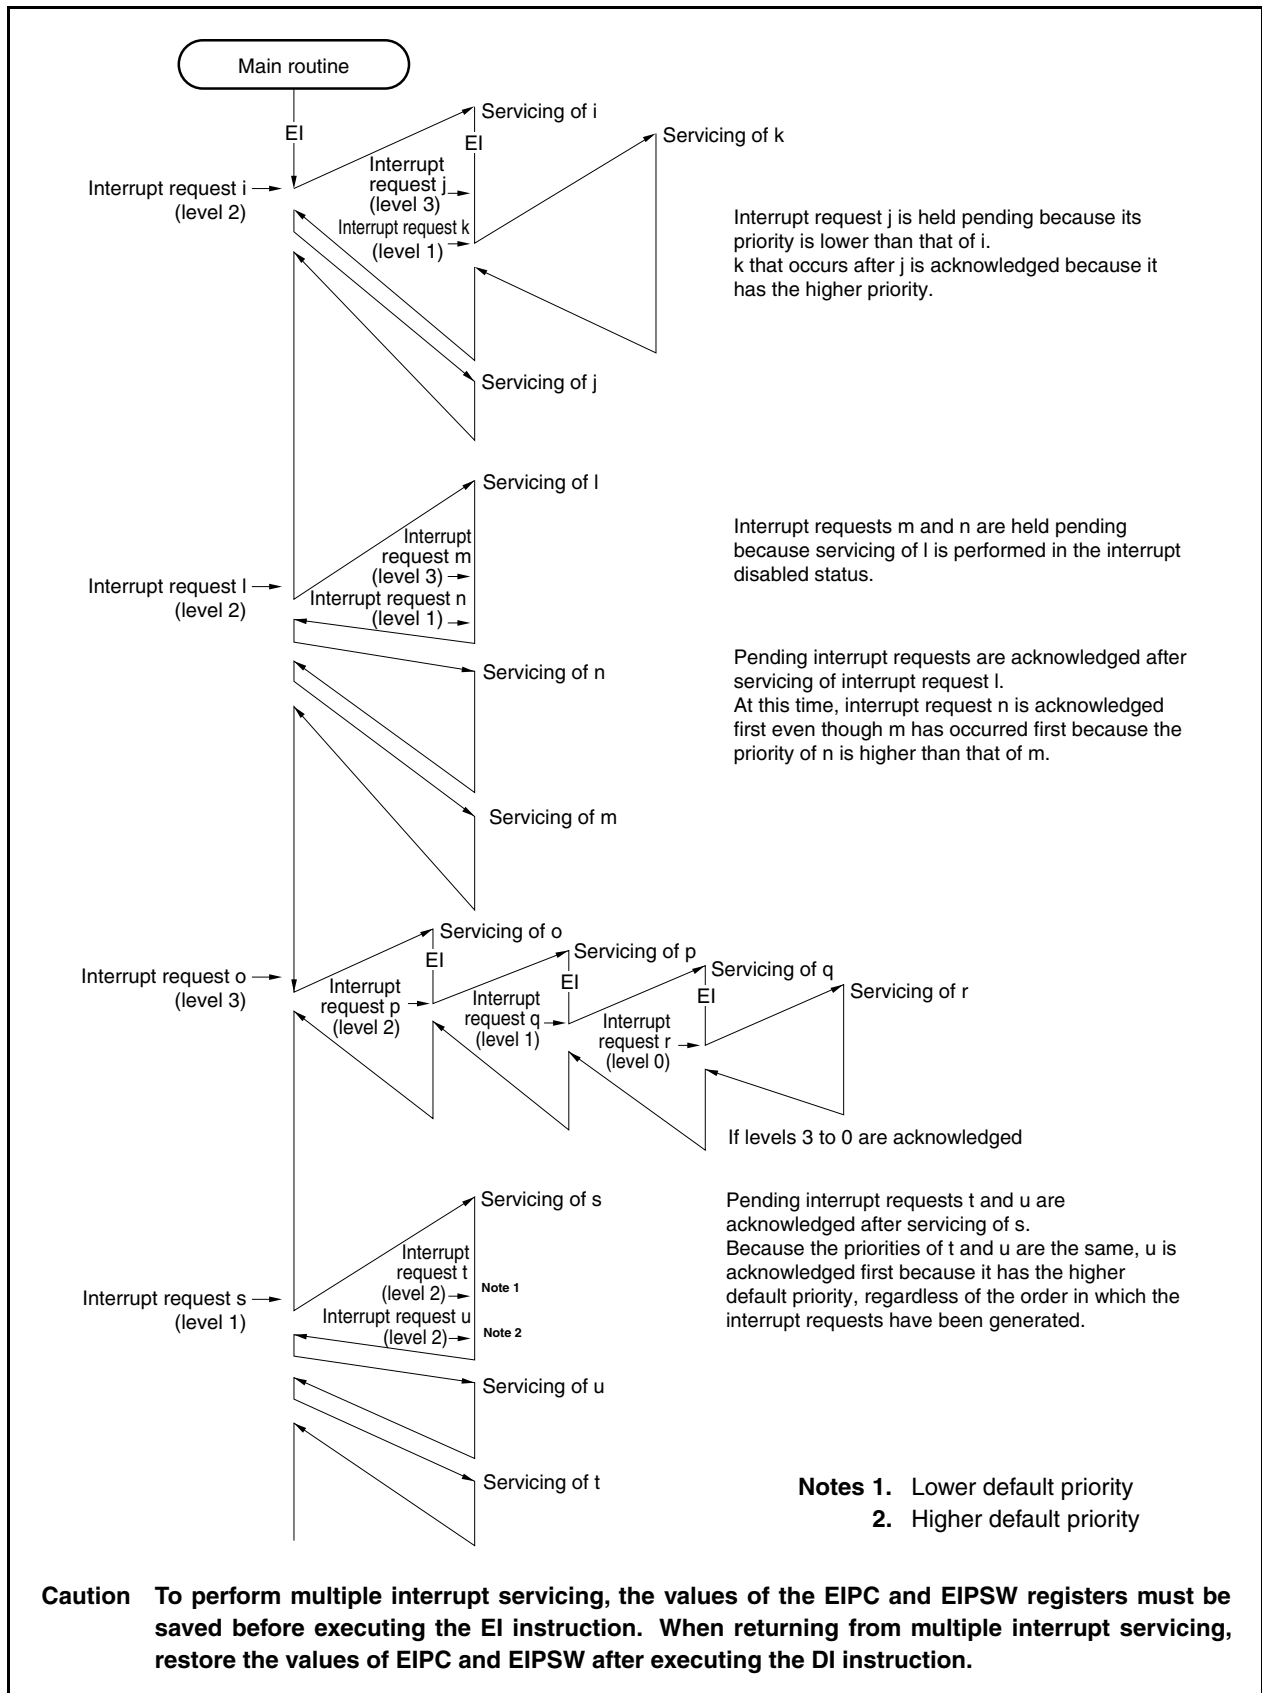 Main routine
EI
Servicing of i
EI
Servicing of k
Interrupt
request j
(level 3)
Interrupt request i
(level 2)
Interrupt request k
(level 1)
Interrupt request j is held pending because its
priority is lower than that of i.
k that occurs after j is acknowledged because it
has the higher priority.
Servicing of j
Servicing of l
Interrupt
request m
(level 3)
Interrupt request l
(level 2)
Interrupt request n
(level 1)
Interrupt requests m and n are held pending
because servicing of l is performed in the interrupt
disabled status.
Servicing of n
Pending interrupt requests are acknowledged after
servicing of interrupt request l.
At this time, interrupt request n is acknowledged
first even though m has occurred first because the
priority of n is higher than that of m.
Servicing of m
Interrupt request o
(level 3)
Servicing of o
EI
Interrupt
request p
(level 2)
Servicing of p
EI
Interrupt
request q
(level 1)
Servicing of q
EI
Interrupt
request r
(level 0)
Servicing of r
If levels 3 to 0 are acknowledged
Servicing of s
Interrupt
request t
(level 2)
Note 1
Interrupt request s
(level 1)
Interrupt request u
(level 2)
Note 2
Pending interrupt requests t and u are
acknowledged after servicing of s.
Because the priorities of t and u are the same, u is
acknowledged first because it has the higher
default priority, regardless of the order in which the
interrupt requests have been generated.
Servicing of u
Servicing of t
Notes 1. Lower default priority
2. Higher default priority
Caution To perform multiple interrupt servicing, the values of the EIPC and EIPSW registers must be
saved before executing the EI instruction. When returning from multiple interrupt servicing,
restore the values of EIPC and EIPSW after executing the DI instruction.